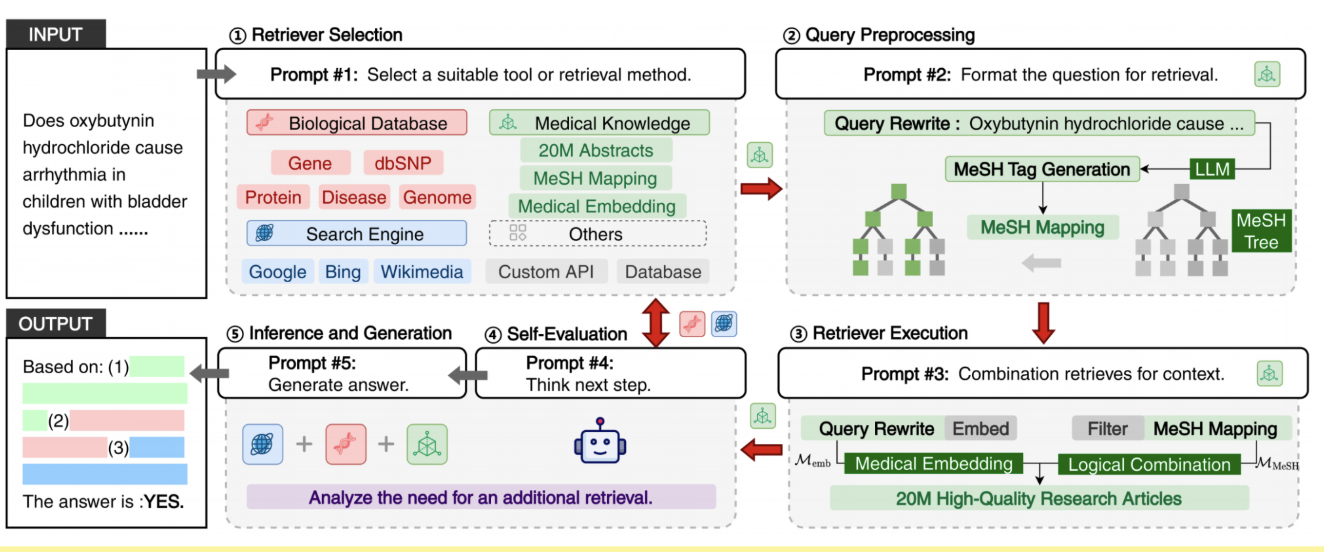 INPUT
Does oxybutynin
hydrochloride cause
arrhythmia in
children with bladder
dysfunction ......
① Retriever Selection
Prompt #1: Select a suitable tool or retrieval method.
Biological Database
Gene
dbSNP
Protein
Disease
Genome
Medical Knowledge
20M Abstracts
MeSH Mapping
Medical Embedding
Search Engine
Google
Bing
Wikimedia
Others
Custom API
Database
② Query Preprocessing
Prompt #2: Format the question for retrieval.
Query Rewrite : Oxybutynin hydrochloride cause ...
MeSH Tag Generation
LLM
MeSH Mapping
MeSH
Tree
③ Retriever Execution
Prompt #3: Combination retrieves for context.
Query Rewrite Embed
Filter MeSH Mapping
M_emb
Medical Embedding
Logical Combination
M_MeSH
20M High-Quality Research Articles
④ Self-Evaluation
Prompt #4:
Think next step.
⑤ Inference and Generation
Prompt #5:
Generate answer.
+
+
Analyze the need for an additional retrieval.
OUTPUT
Based on: (1)
(2)
(3)
The answer is :YES.